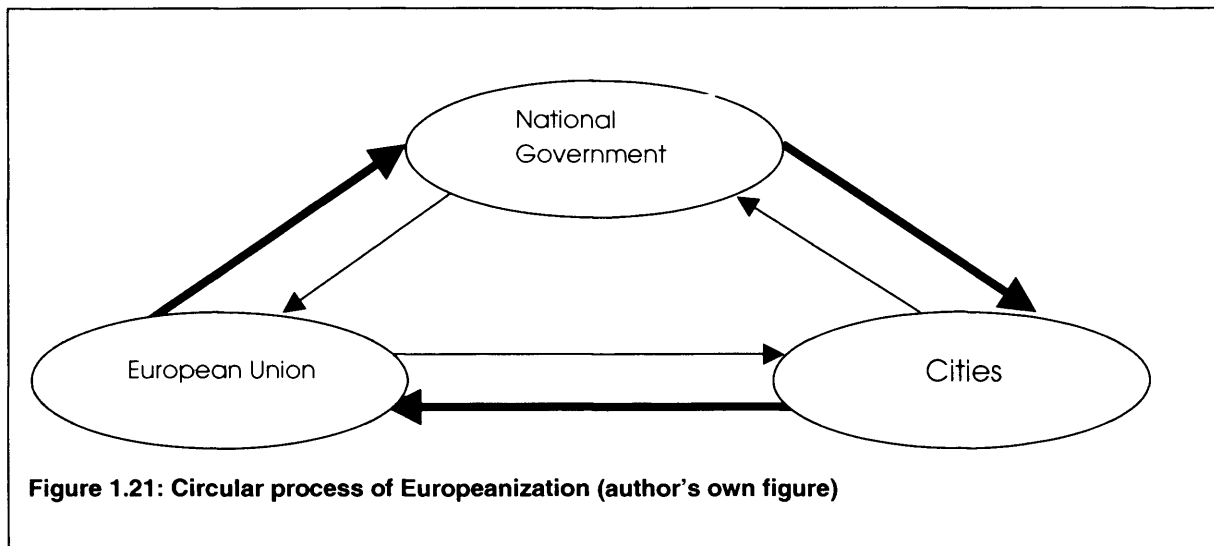 National
Government
European Union
Cities
Figure 1.21: Circular process of Europeanization (author's own figure)